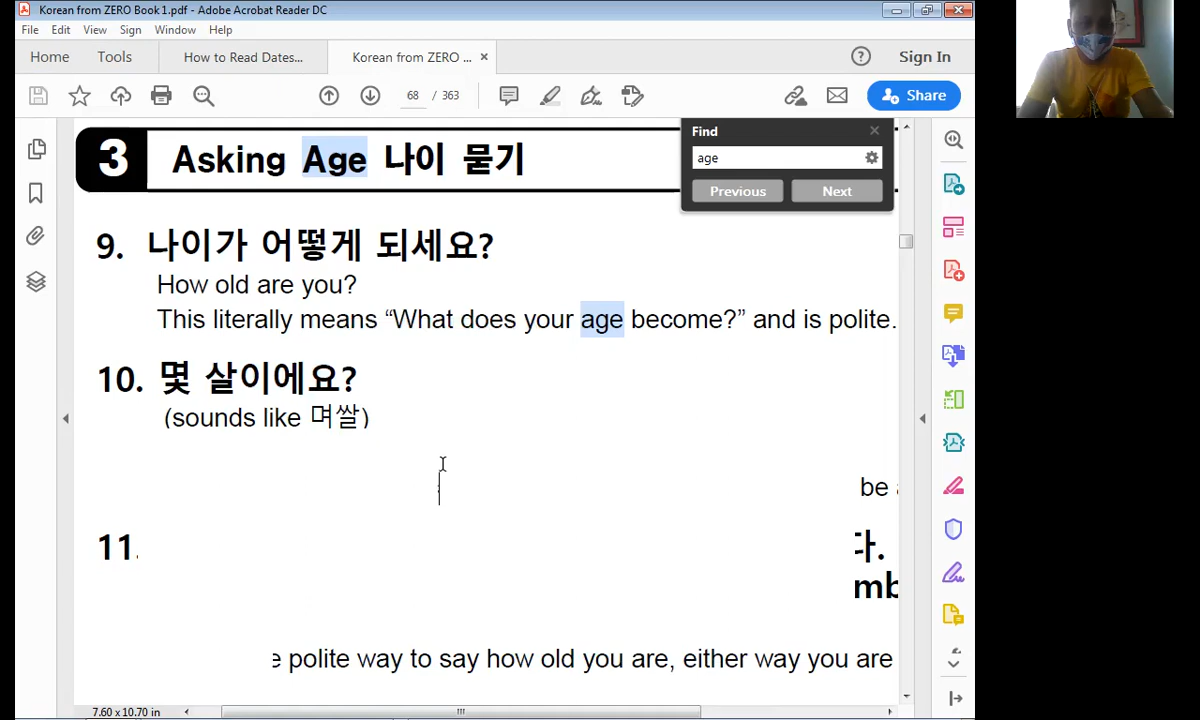 Korean from ZERO Book 1.pdf - Adobe Acrobat Reader DC
File Edit View Sign Window Help
Home Tools How to Read Dates... Korean from ZERO ... × Sign In
68 / 363 Share
3 Asking Age 나이 묻기
Find
age
Previous Next
9. 나이가 어떻게 되세요?
How old are you?
This literally means “What does your age become?” and is polite.
10. 몇 살이에요?
(sounds like 며쌀)
be
11.
다.
polite way to say how old you are, either way you are
7.60 x 10.70 in